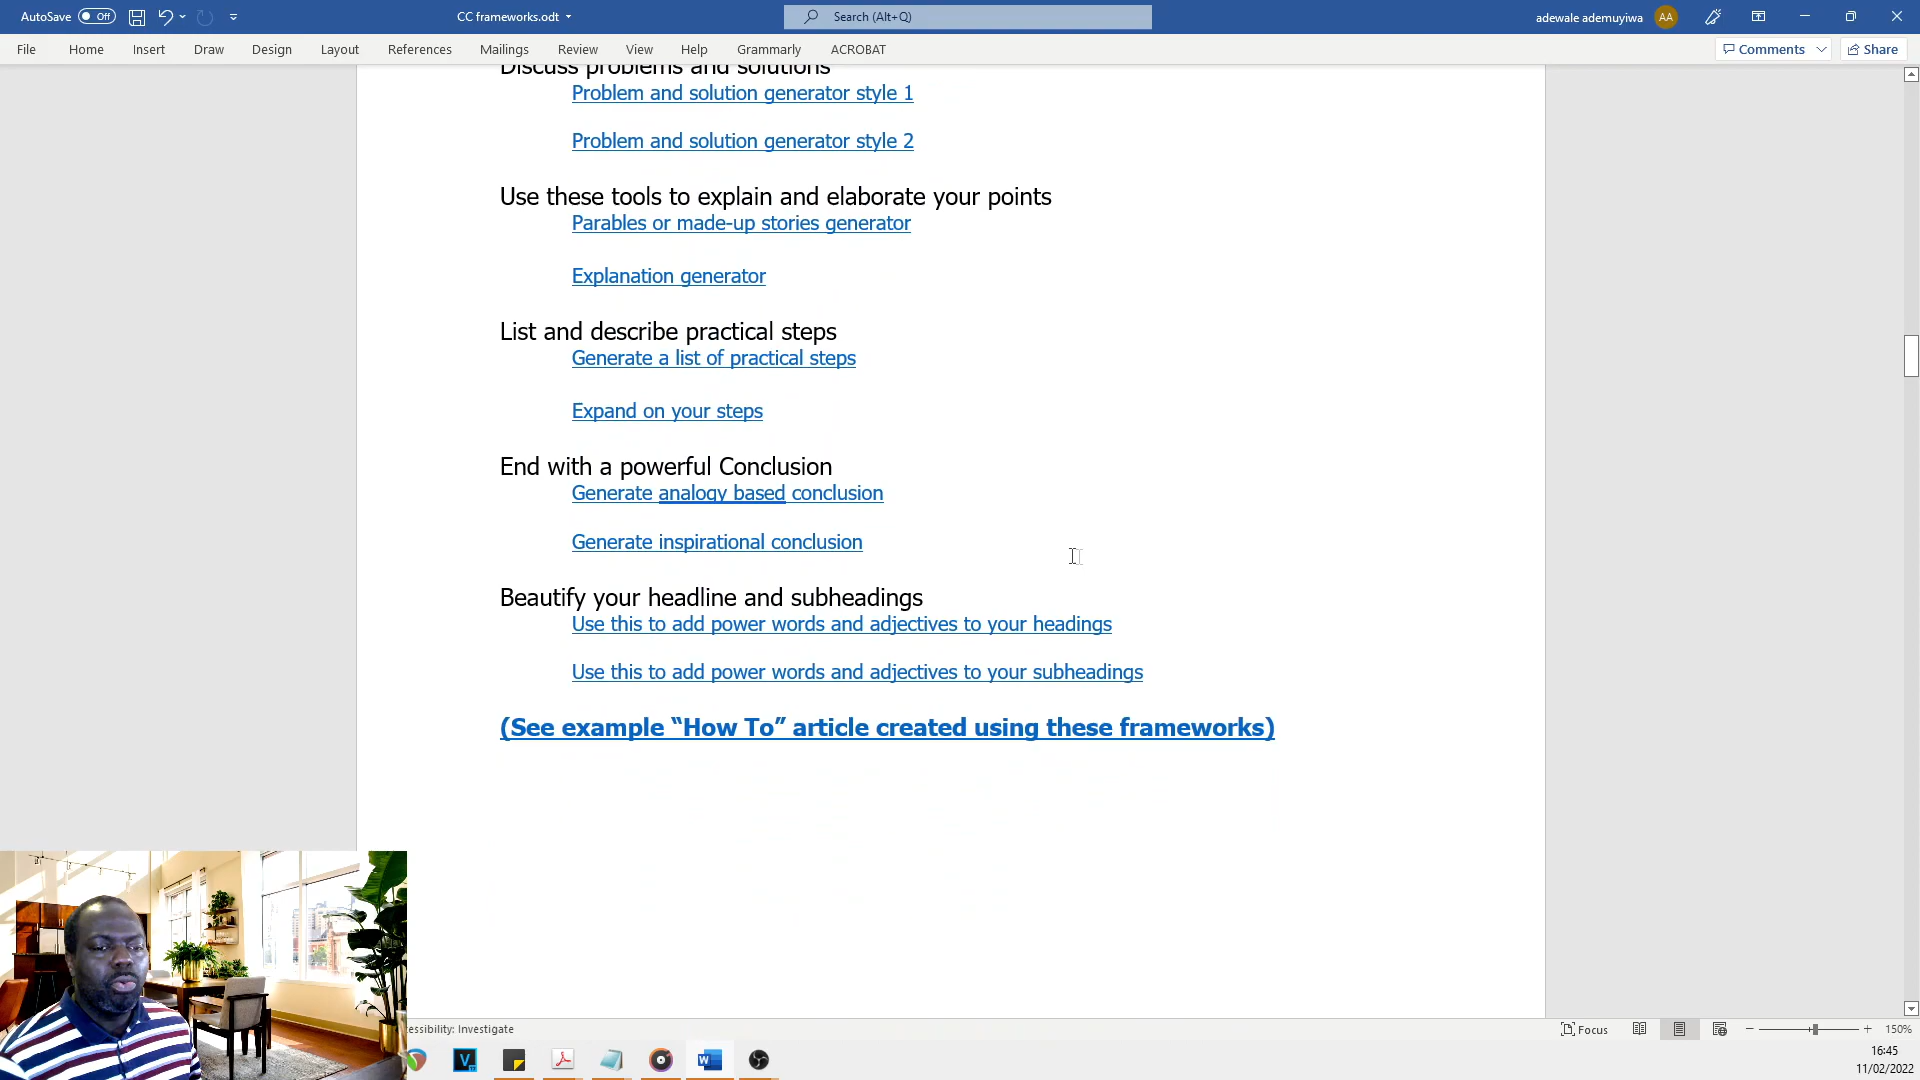 AutoSave Off CC frameworks.odt Search (Alt+Q) adewale ademuyiwa AA
File Home Insert Draw Design Layout References Mailings Review View Help Grammarly ACROBAT Comments Share
Discuss problems and solutions
Problem and solution generator style 1
Problem and solution generator style 2
Use these tools to explain and elaborate your points
Parables or made-up stories generator
Explanation generator
List and describe practical steps
Generate a list of practical steps
Expand on your steps
End with a powerful Conclusion
Generate analogy based conclusion
Generate inspirational conclusion
Beautify your headline and subheadings
Use this to add power words and adjectives to your headings
Use this to add power words and adjectives to your subheadings
(See example “How To” article created using these frameworks)
essibility: Investigate Focus 150%
16:45
11/02/2022